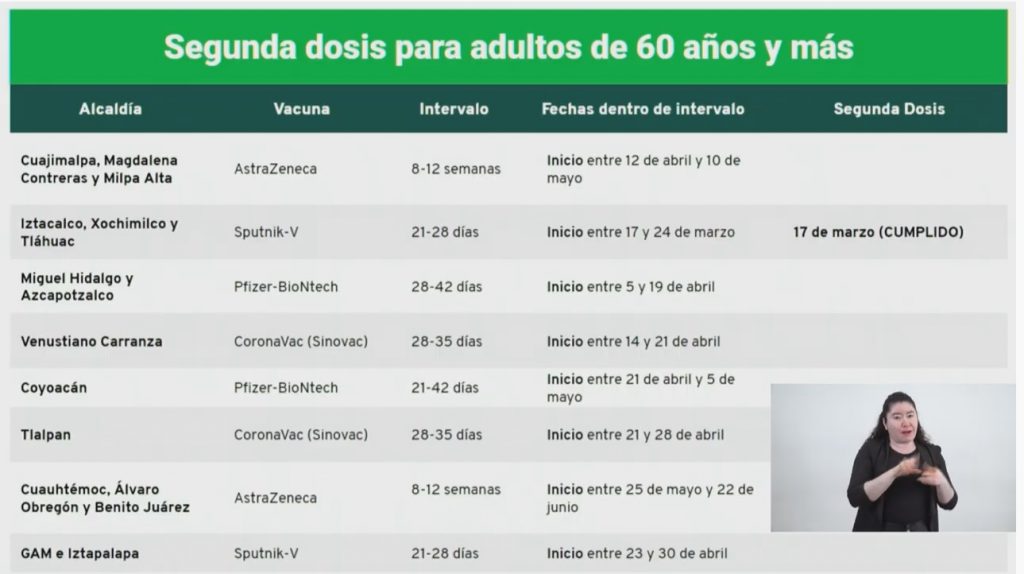 Segunda dosis para adultos de 60 años y más
Alcaldía Vacuna Intervalo Fechas dentro de intervalo Segunda Dosis
Cuajimalpa, Magdalena
Contreras y Milpa Alta
AstraZeneca
8-12 semanas
Inicio entre 12 de abril y 10 de
mayo
Iztacalco, Xochimilco y
Tláhuac
Sputnik-V
21-28 días
Inicio entre 17 y 24 de marzo
17 de marzo (CUMPLIDO)
Miguel Hidalgo y
Azcapotzalco
Pfizer-BioNtech
28-42 días
Inicio entre 5 y 19 de abril
Venustiano Carranza
CoronaVac (Sinovac)
28-35 días
Inicio entre 14 y 21 de abril
Coyoacán
Pfizer-BioNtech
21-42 días
Inicio entre 21 de abril y 5 de
mayo
Tlalpan
CoronaVac (Sinovac)
28-35 días
Inicio entre 21 y 28 de abril
Cuauhtémoc, Álvaro
Obregón y Benito Juárez
AstraZeneca
8-12 semanas
Inicio entre 25 de mayo y 22 de
junio
GAM e Iztapalapa
Sputnik-V
21-28 días
Inicio entre 23 y 30 de abril